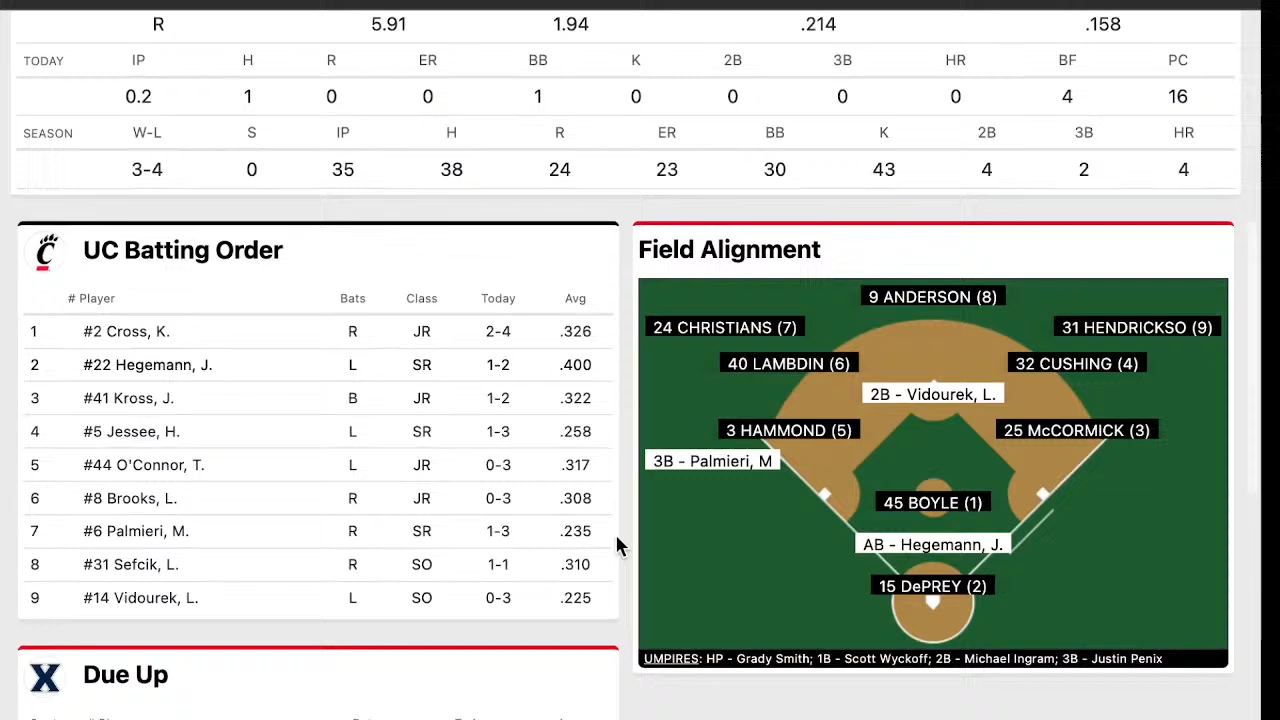 R 5.91 1.94 .214 .158
TODAY IP H R ER BB K 2B 3B HR BF PC
0.2 1 0 0 1 0 0 0 0 4 16
SEASON W-L S IP H R ER BB K 2B 3B HR
3-4 0 35 38 24 23 30 43 4 2 4
C UC Batting Order
# Player Bats Class Today Avg
1 #2 Cross, K. R JR 2-4 .326
2 #22 Hegemann, J. L SR 1-2 .400
3 #41 Kross, J. B JR 1-2 .322
4 #5 Jessee, H. L SR 1-3 .258
5 #44 O'Connor, T. L JR 0-3 .317
6 #8 Brooks, L. R JR 0-3 .308
7 #6 Palmieri, M. R SR 1-3 .235
8 #31 Sefcik, L. R SO 1-1 .310
9 #14 Vidourek, L. L SO 0-3 .225
X Due Up
Field Alignment
9 ANDERSON (8)
24 CHRISTIANS (7) 31 HENDRICKSO (9)
40 LAMBDIN (6) 32 CUSHING (4)
2B - Vidourek, L.
3 HAMMOND (5) 25 McCORMICK (3)
3B - Palmieri, M
45 BOYLE (1)
AB - Hegemann, J.
15 DePREY (2)
UMPIRES: HP - Grady Smith; 1B - Scott Wyckoff; 2B - Michael Ingram; 3B - Justin Penix